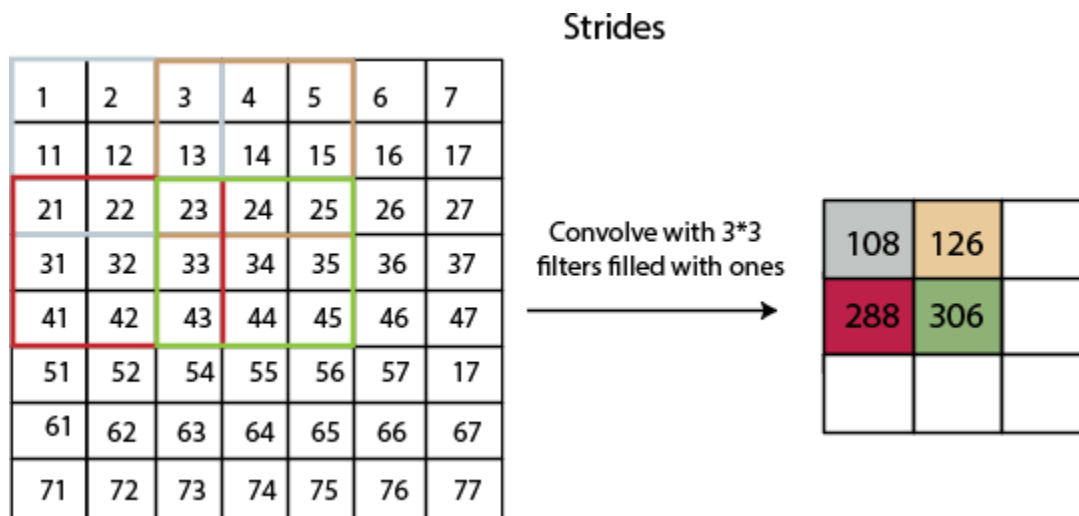 Strides
1 2 3 4 5 6 7
11 12 13 14 15 16 17
21 22 23 24 25 26 27
31 32 33 34 35 36 37
41 42 43 44 45 46 47
51 52 54 55 56 57 17
61 62 63 64 65 66 67
71 72 73 74 75 76 77
Convolve with 3*3
filters filled with ones
108 126
288 306